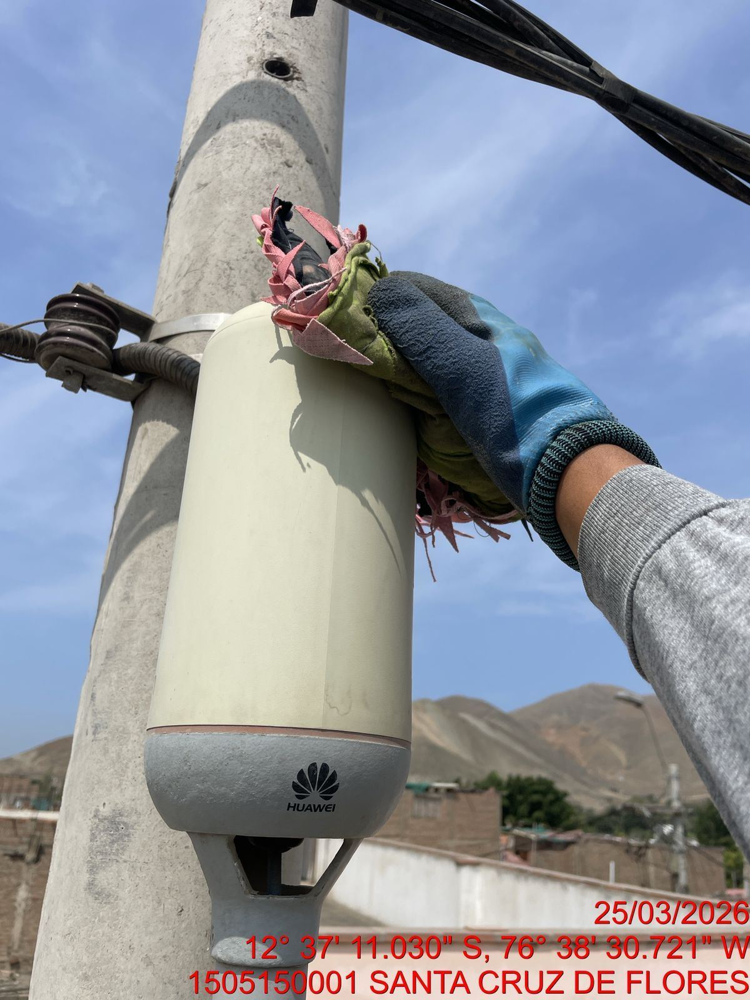 HUAWEI
25/03/2026
12° 37' 11.030" S, 76° 38' 30.721" W
1505150001 SANTA CRUZ DE FLORES